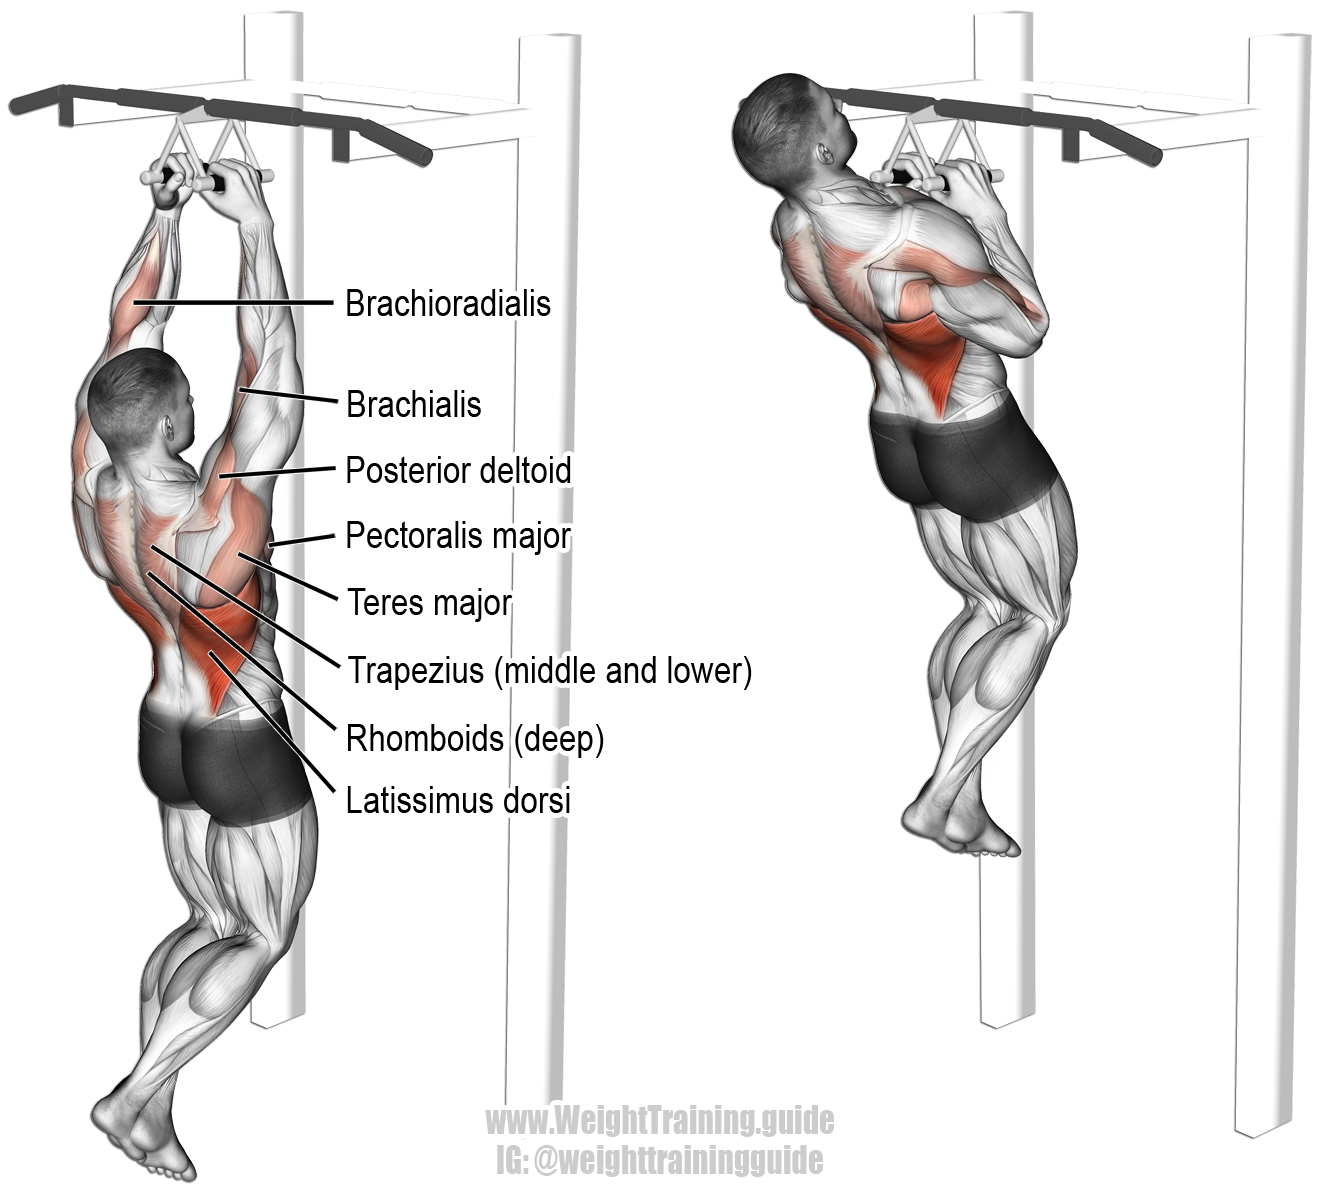 Brachioradialis
Brachialis
Posterior deltoid
Pectoralis major
Teres major
Trapezius (middle and lower)
Rhomboids (deep)
Latissimus dorsi
www.WeightTraining.guide
IG: @weighttrainingguide